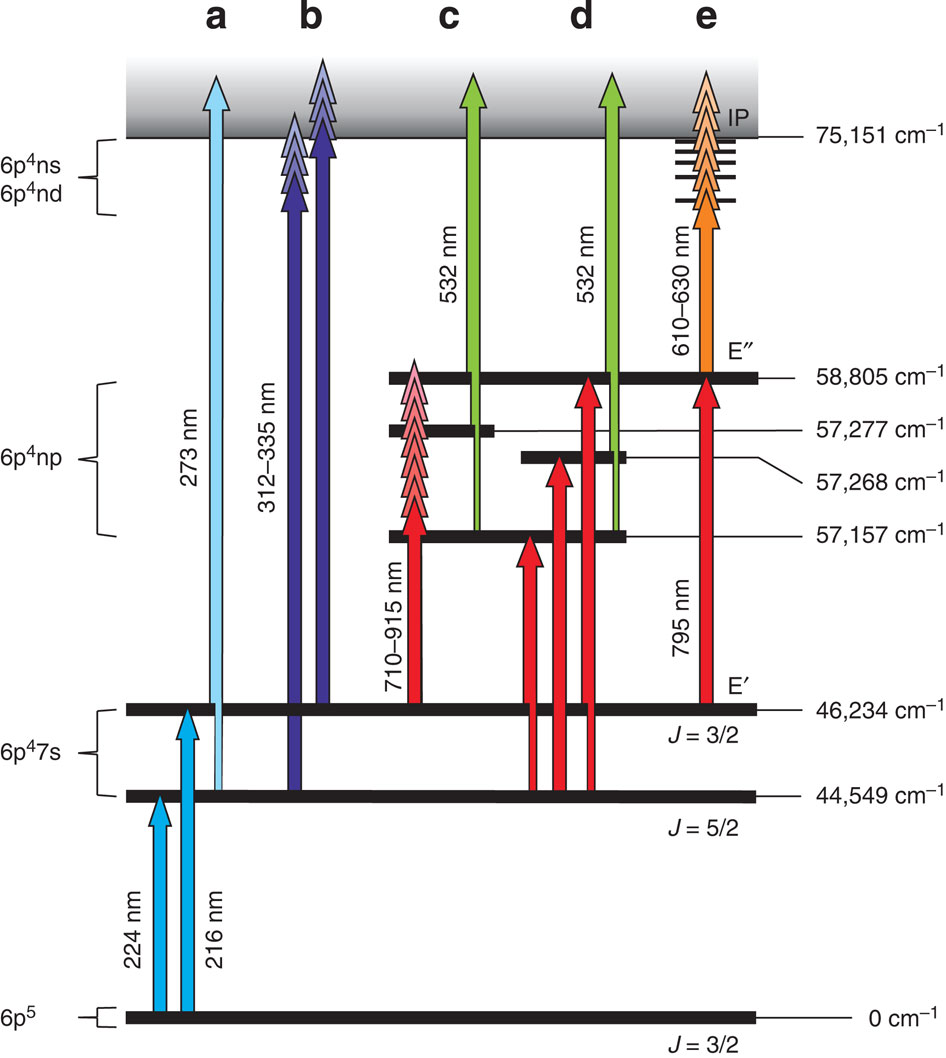 a b c d e
IP
75,151 cm⁻¹
6p⁴ns
6p⁴nd
532 nm
532 nm
610–630 nm
E″
58,805 cm⁻¹
57,277 cm⁻¹
6p⁴np
273 nm
312–335 nm
57,268 cm⁻¹
57,157 cm⁻¹
710–915 nm
795 nm
E′
46,234 cm⁻¹
J = 3/2
6p⁴7s
44,549 cm⁻¹
J = 5/2
224 nm
216 nm
6p⁵
0 cm⁻¹
J = 3/2